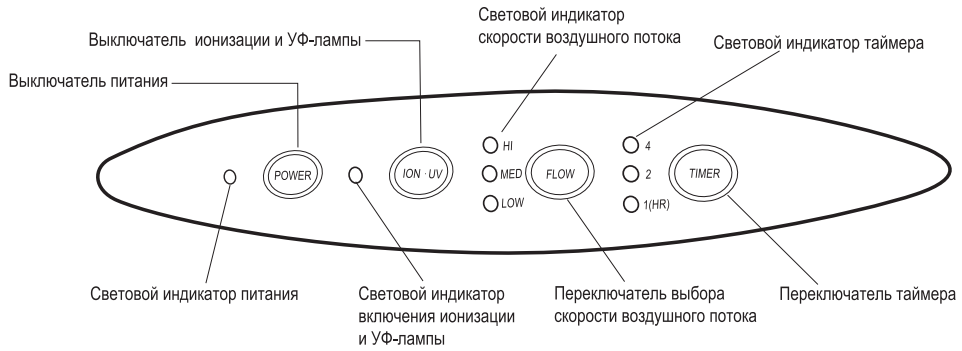 Световой индикатор
скорости воздушного потока
Выключатель ионизации и УФ-лампы
Световой индикатор таймера
Выключатель питания
HI
4
POWER
ION · UV
MED
FLOW
2
TIMER
LOW
1(HR)
Световой индикатор питания
Световой индикатор
включения ионизации
и УФ-лампы
Переключатель выбора
скорости воздушного потока
Переключатель таймера